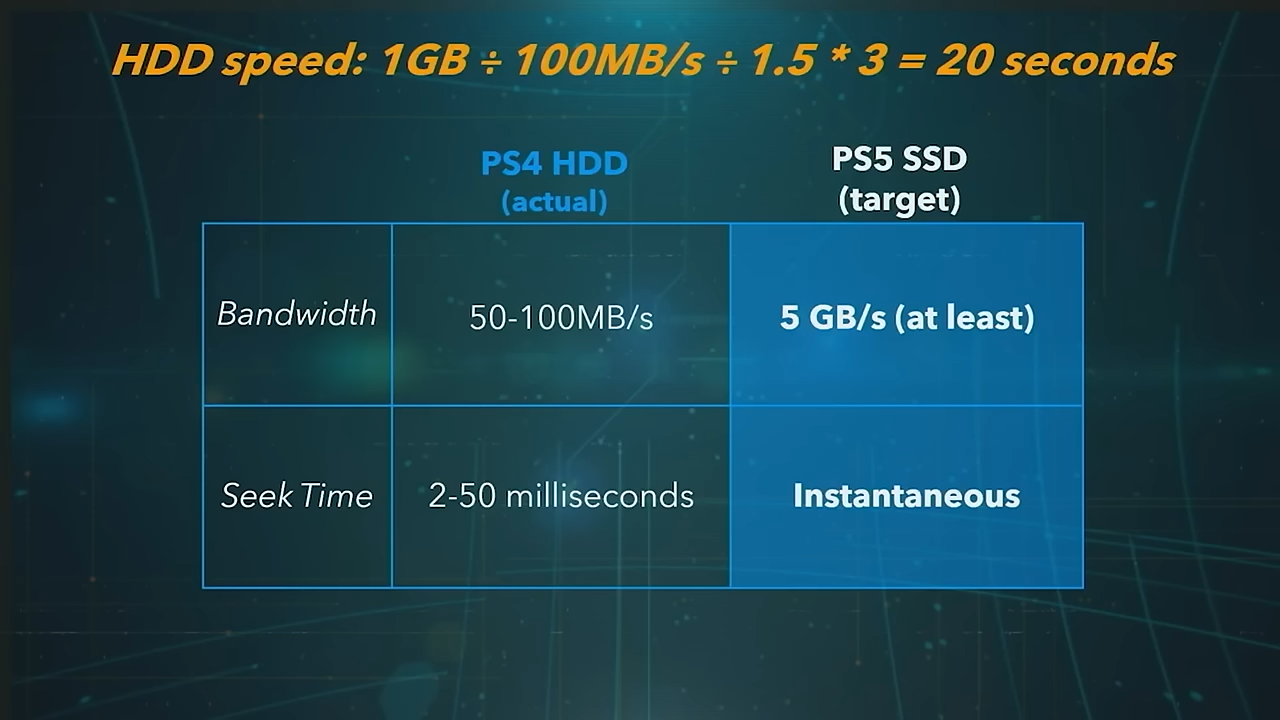 HDD speed: 1GB ÷ 100MB/s ÷ 1.5 * 3 = 20 seconds
PS4 HDD
(actual)
PS5 SSD
(target)
Bandwidth
50-100MB/s
5 GB/s (at least)
Seek Time
2-50 milliseconds
Instantaneous